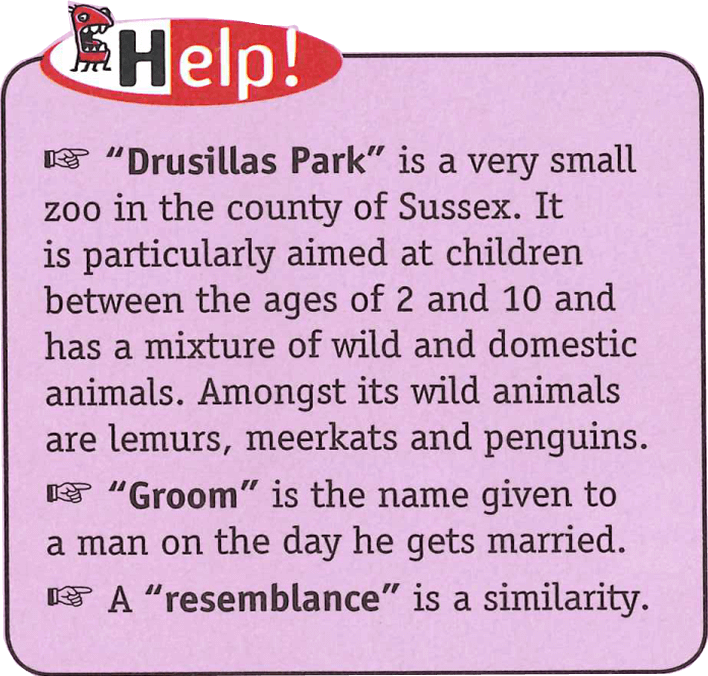 Help!
☞ “Drusillas Park” is a very small
zoo in the county of Sussex. It
is particularly aimed at children
between the ages of 2 and 10 and
has a mixture of wild and domestic
animals. Amongst its wild animals
are lemurs, meerkats and penguins.
☞ “Groom” is the name given to
a man on the day he gets married.
☞ A “resemblance” is a similarity.